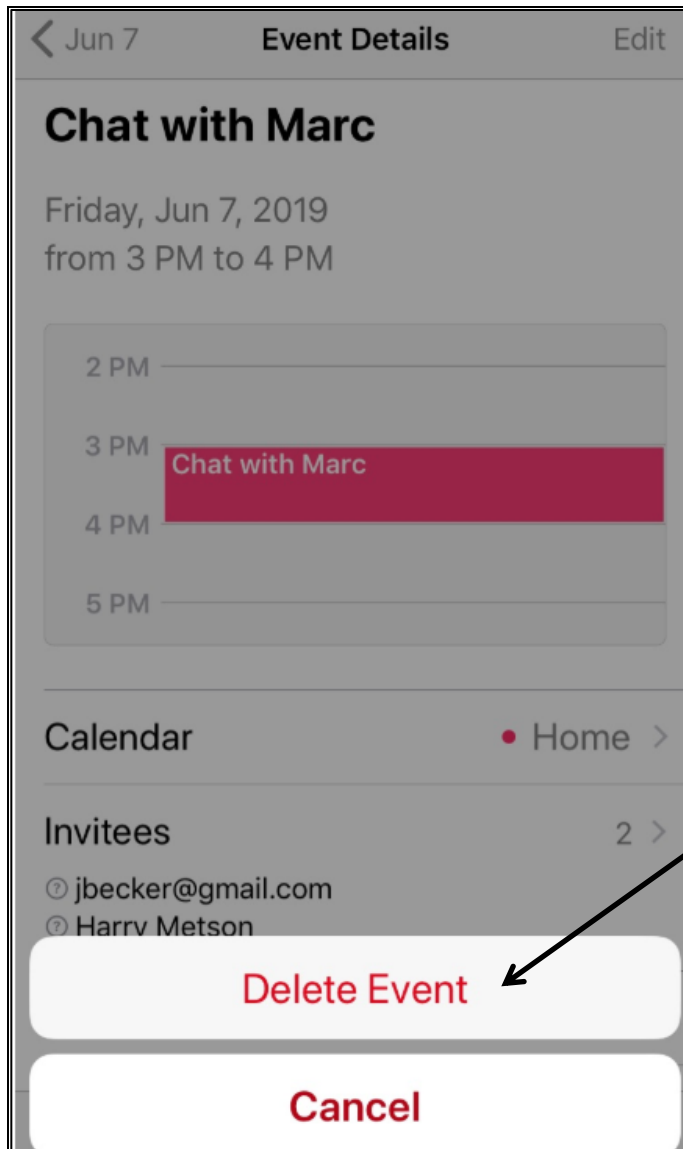 Jun 7 Event Details Edit
Chat with Marc
Friday, Jun 7, 2019
from 3 PM to 4 PM
2 PM
3 PM
Chat with Marc
4 PM
5 PM
Calendar Home
Invitees 2
jbecker@gmail.com
Harry Metson
Delete Event
Cancel